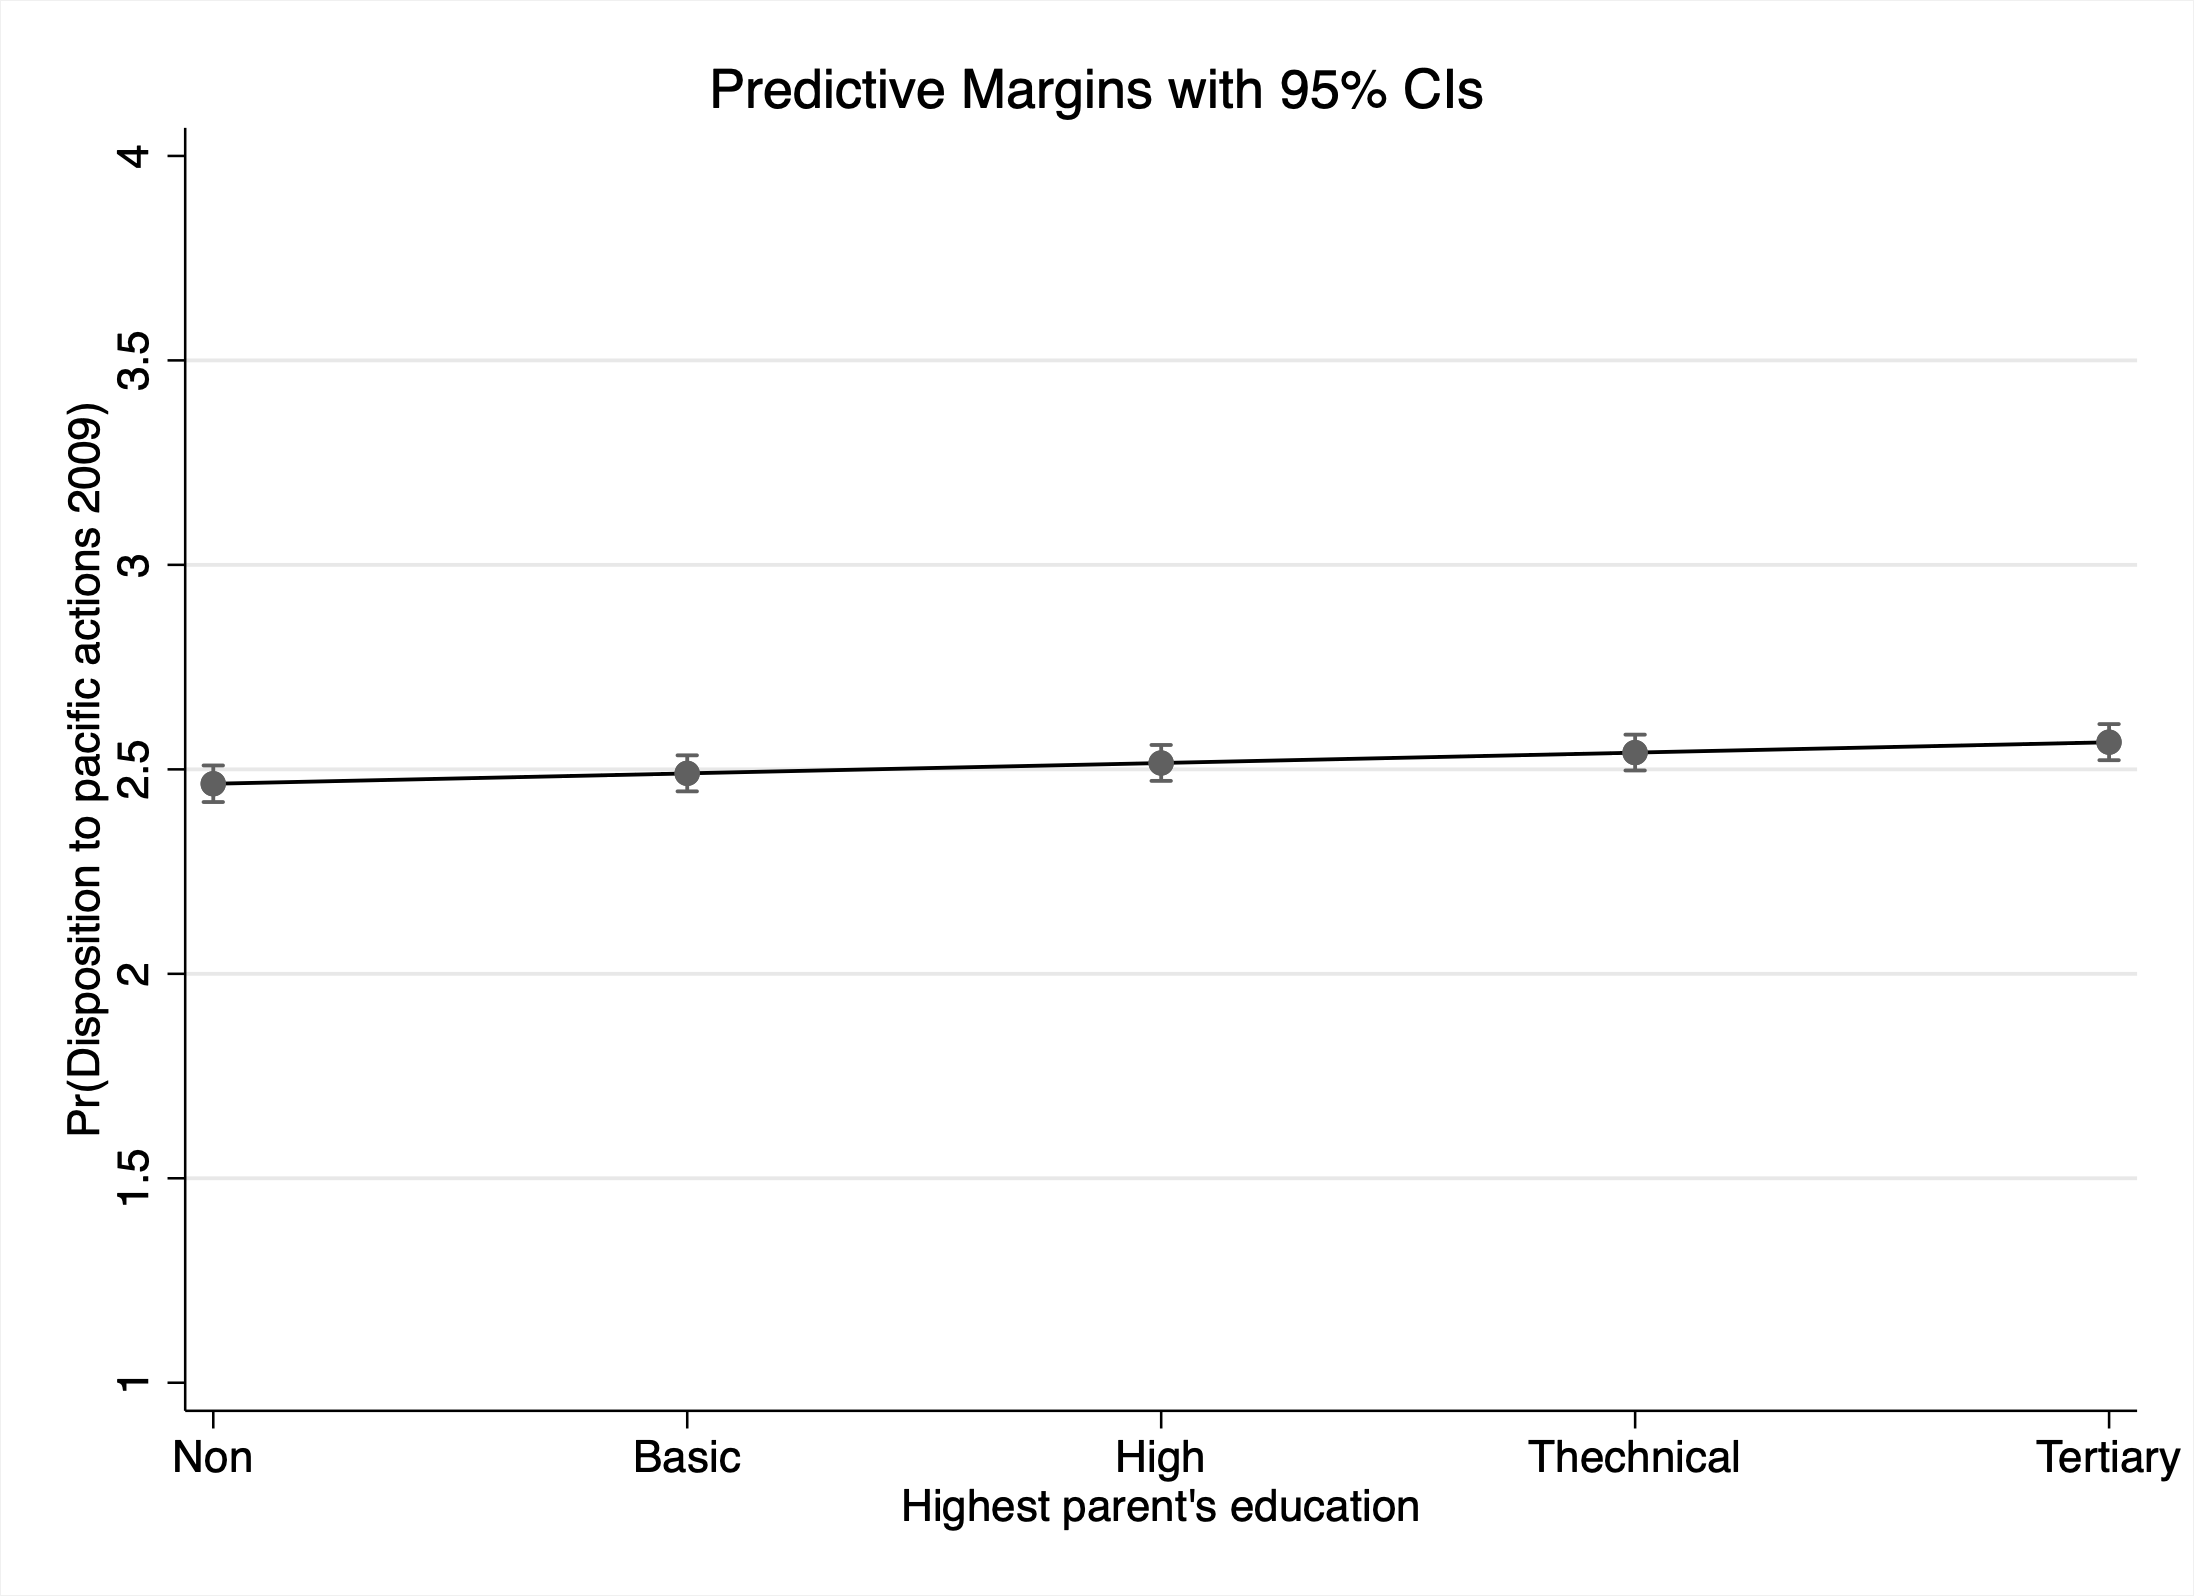 Predictive Margins with 95% CIs
Pr(Disposition to pacific actions 2009)
4
3.5
3
2.5
2
1.5
1
Non Basic High Thechnical Tertiary
Highest parent's education